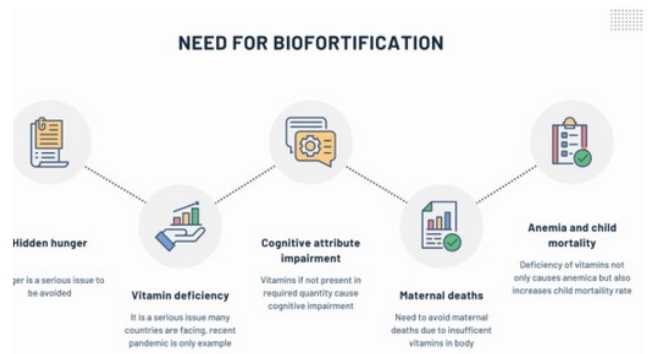 NEED FOR BIOFORTIFICATION
Hidden hunger
ger is a serious issue to
be avoided
Vitamin deficiency
It is a serious issue many
countries are facing, recent
pandemic is only example
Cognitive attribute
impairment
Vitamins if not present in
required quantity cause
cognitive impairment
Maternal deaths
Need to avoid maternal
deaths due to insufficent
vitamins in body
Anemia and child
mortality
Deficiency of vitamins not
only causes anemica but also
increases child mortaility rate